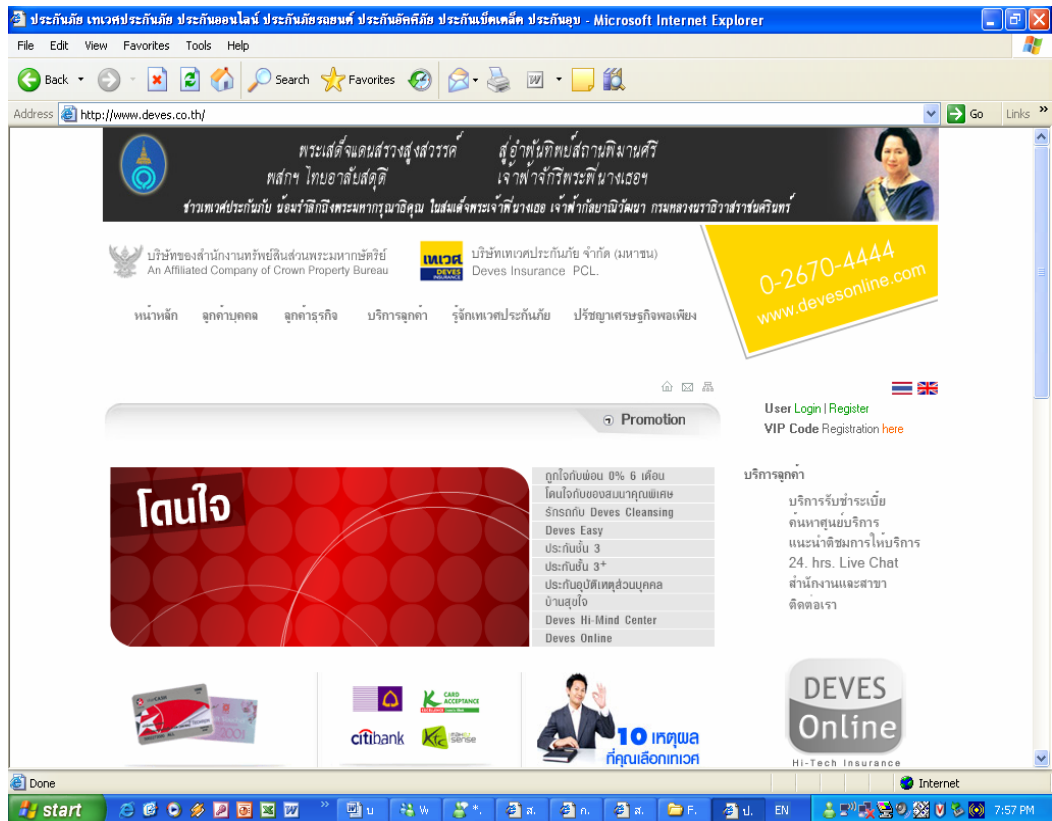 ประกันภัย เทเวศประกันภัย ประกันออนไลน์ ประกันภัยรถยนต์ ประกันอัคคีภัย ประกันเบ็ดเตล็ด ประกันอุบ - Microsoft Internet Explorer
File Edit View Favorites Tools Help
Back Search Favorites
Address http://www.deves.co.th/ Go Links
พระเสด็จแดนสรวงสู่งสวรรค์ สู่อำพันทิพย์สถานพิมานศรี
พสกฯ ไทยอาลัยสดุดี เจ้าฟ้าจักรีพระพี่นางเธอฯ
ชาวเทเวศประกันภัย น้อมรำลึกถึงพระมหากรุณาธิคุณ ในสมเด็จพระเจ้าพี่นางเธอ เจ้าฟ้ากัลยาณิวัฒนา กรมหลวงนราธิวาสราชนครินทร์
บริษัทของสำนักงานทรัพย์สินส่วนพระมหากษัตริย์
An Affiliated Company of Crown Property Bureau
เทเวศ
DEVES
INSURANCE
บริษัทเทเวศประกันภัย จำกัด (มหาชน)
Deves Insurance PCL.
0-2670-4444
www.devesonline.com
หน้าหลัก ลูกค้าบุคคล ลูกค้าธุรกิจ บริการลูกค้า รู้จักเทเวศประกันภัย ปรัชญาเศรษฐกิจพอเพียง
Promotion
User Login | Register
VIP Code Registration here
โดนใจ
ถูกใจกับผ่อน 0% 6 เดือน
โดนใจกับของสมนาคุณพิเศษ
รักรถกับ Deves Cleansing
Deves Easy
ประกันชั้น 3
ประกันชั้น 3+
ประกันอุบัติเหตุส่วนบุคคล
บ้านสุขใจ
Deves Hi-Mind Center
Deves Online
บริการลูกค้า
บริการรับชำระเบี้ย
ค้นหาศูนย์บริการ
แนะนำติชมการให้บริการ
24. hrs. Live Chat
สำนักงานและสาขา
ติดต่อเรา
K CARD ACCEPTANCE
citibank
KTC
sense
10 เหตุผล
ที่คุณเลือกเทเวศ
DEVES
Online
Hi-Tech Insurance
Done Internet
start บ W *. ส. ก. ส. F. ป. EN 7:57 PM